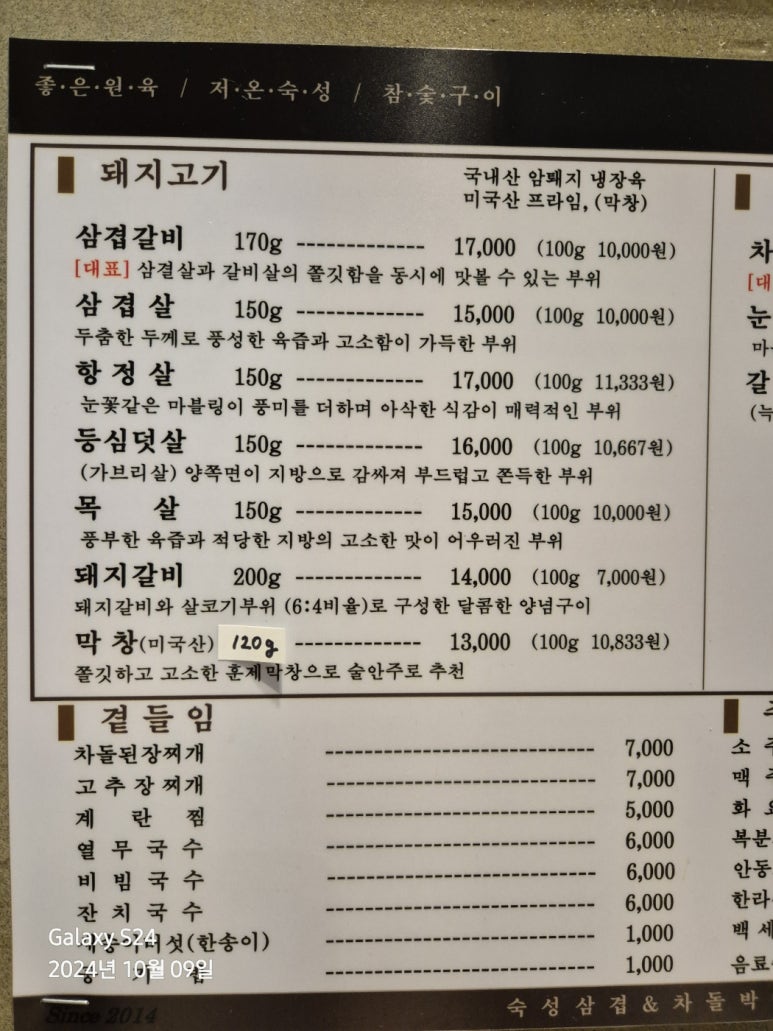 좋·은·원·육 / 저·온·숙·성 / 참·숯·구·이
돼지고기
국내산 암퇘지 냉장육
미국산 프라임, (막창)
삼겹갈비 170g ------------- 17,000 (100g 10,000원)
[대표] 삼결살과 갈비살의 쫄깃함을 동시에 맛볼 수 있는 부위
삼 겹 살 150g ------------- 15,000 (100g 10,000원)
두춤한 두께로 풍성한 육즙과 고소함이 가득한 부위
항 정 살 150g ------------- 17,000 (100g 11,333원)
눈꽃같은 마블링이 풍미를 더하며 아삭한 식감이 매력적인 부위
등심덧살 150g ------------- 16,000 (100g 10,667원)
(가브리살) 양쪽면이 지방으로 감싸져 부드럽고 쫀득한 부위
목 살 150g ------------- 15,000 (100g 10,000원)
풍부한 육즙과 적당한 지방의 고소한 맛이 어우러진 부위
돼지갈비 200g ------------- 14,000 (100g 7,000원)
돼지갈비와 살코기부위 (6:4비율)로 구성한 달콤한 양념구이
막 창(미국산) 120g ------------- 13,000 (100g 10,833원)
쫄깃하고 고소한 훈제막창으로 술안주로 추천
차
[대
눈
마
갈
(녹
곁 들 임
차돌된장찌개 --------------------------- 7,000
고 추 장 찌 개 --------------------------- 7,000
계 란 찜 --------------------------- 5,000
열 무 국 수 --------------------------- 6,000
비 빔 국 수 --------------------------- 6,000
잔 치 국 수 --------------------------- 6,000
(한송이) --------------------------- 1,000
--------------------------- 1,000
소 주
맥 주
화 요
복분
안동
한라
백 세
음료
Galaxy S24
2024년 10월 09일
Since 2014
숙 성 삼 겹 & 차 돌 박